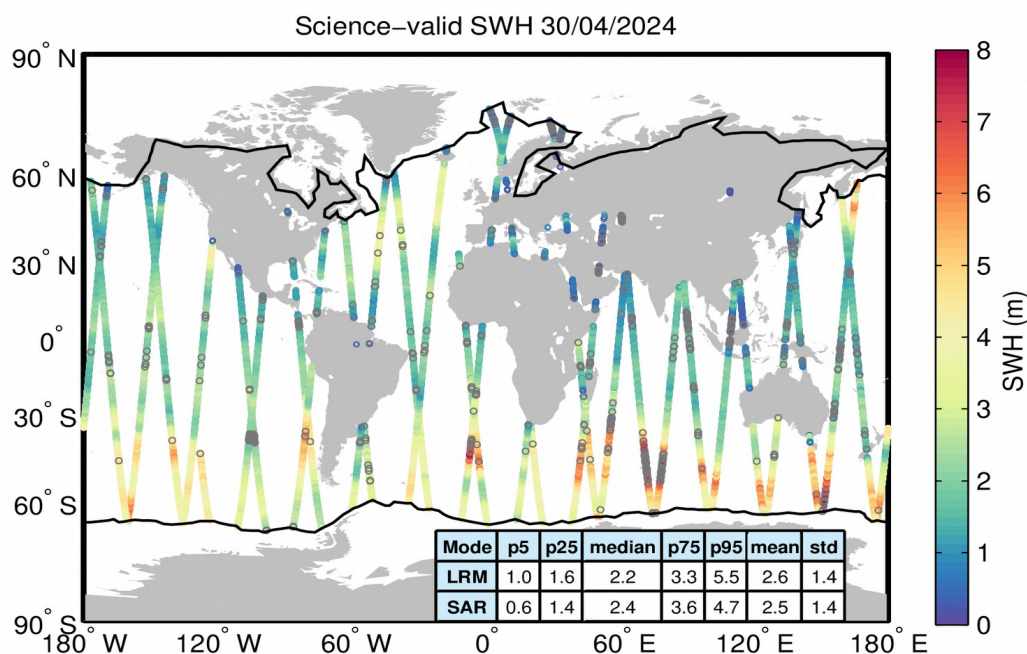 Science−valid SWH 30/04/2024
90° N
60° N
30° N
0°
30° S
60° S
90° S
180° W
120° W
60° W
0°
60° E
120° E
180° E
8
7
6
5
4
3
2
1
0
SWH (m)
Mode p5 p25 median p75 p95 mean std
LRM 1.0 1.6 2.2 3.3 5.5 2.6 1.4
SAR 0.6 1.4 2.4 3.6 4.7 2.5 1.4